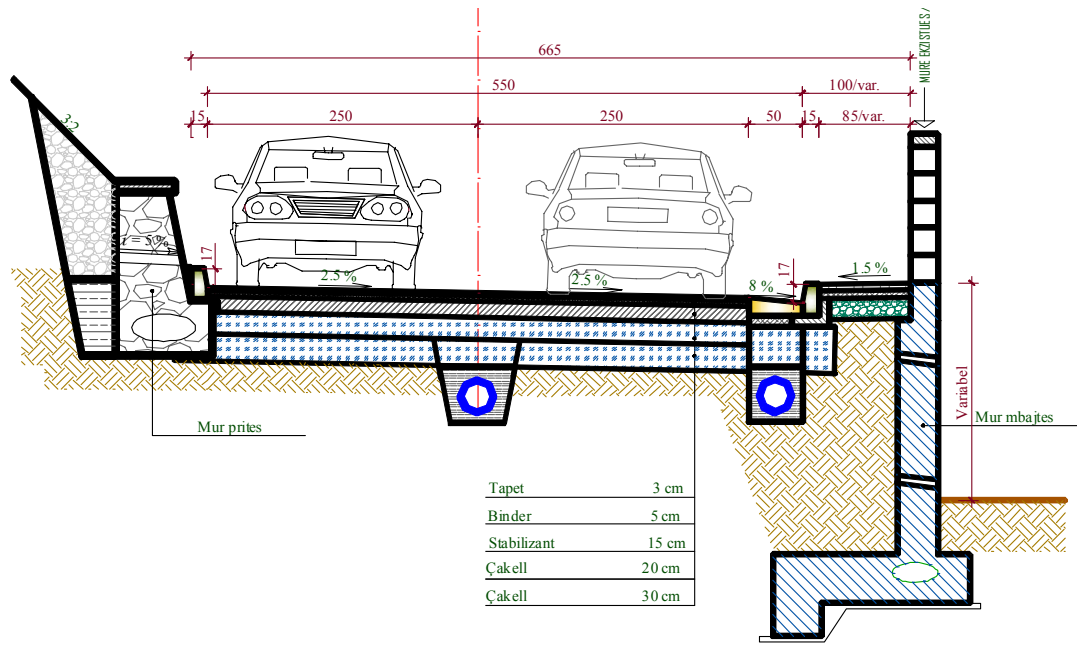 665
MURE EKZISTUES/
550
100/var.
15
250
250
50
15
85/var.
3:2
i = 5%
17
2.5 %
2.5 %
8 %
17
1.5 %
Variabel
Mur prites
Mur mbajtes
Tapet 3 cm
Binder 5 cm
Stabilizant 15 cm
Çakell 20 cm
Çakell 30 cm